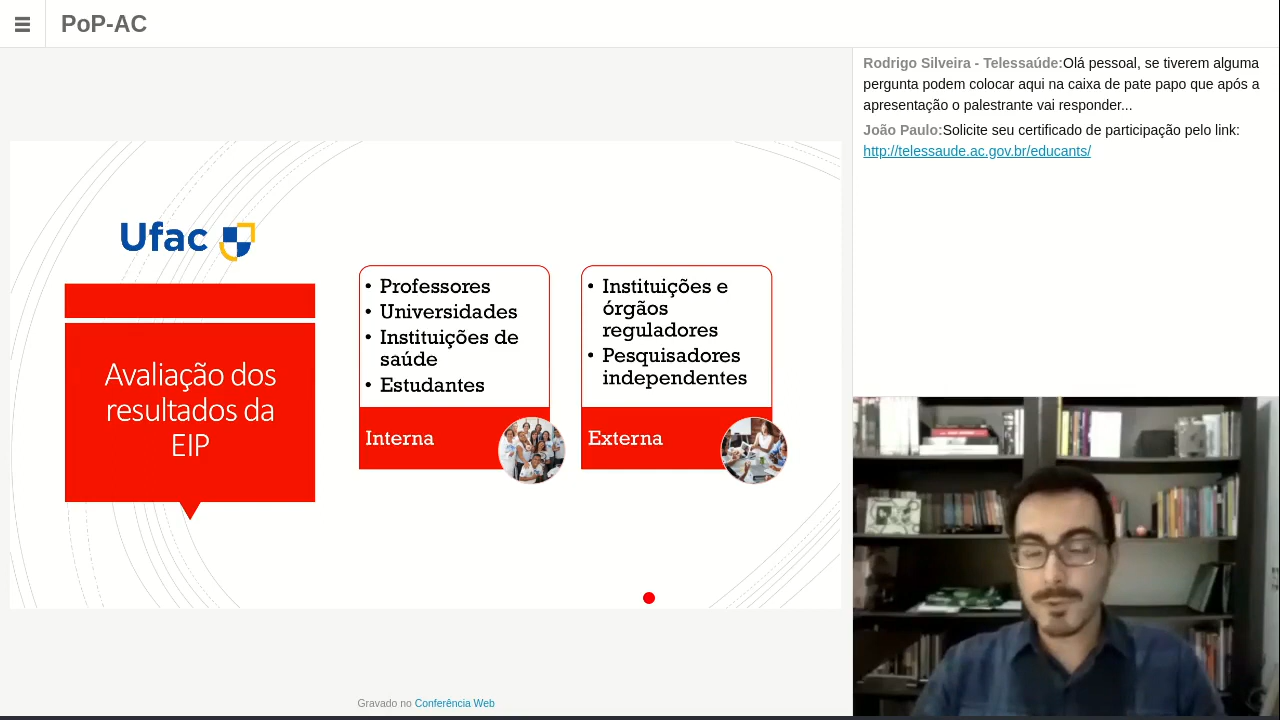 PoP-AC
Ufac
Avaliação dos
resultados da
EIP
• Professores
• Universidades
• Instituições de
saúde
• Estudantes
Interna
• Instituições e
órgãos
reguladores
• Pesquisadores
independentes
Externa
Gravado no Conferência Web
Rodrigo Silveira - Telessaúde:Olá pessoal, se tiverem alguma
pergunta podem colocar aqui na caixa de pate papo que após a
apresentação o palestrante vai responder...
João Paulo:Solicite seu certificado de participação pelo link:
http://telessaude.ac.gov.br/educants/